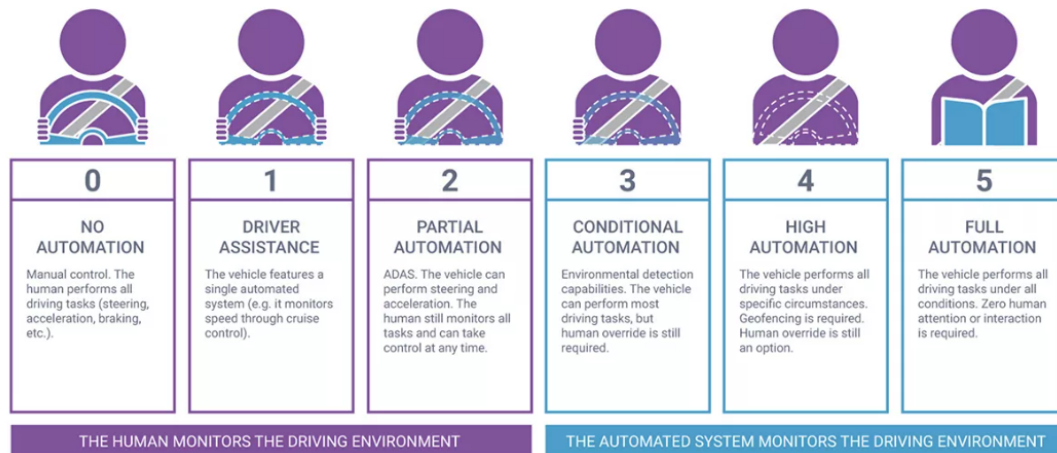 0
NO
AUTOMATION
Manual control. The
human performs all
driving tasks (steering,
acceleration, braking,
etc.).
1
DRIVER
ASSISTANCE
The vehicle features a
single automated
system (e.g. it monitors
speed through cruise
control).
2
PARTIAL
AUTOMATION
ADAS. The vehicle can
perform steering and
acceleration. The
human still monitors all
tasks and can take
control at any time.
3
CONDITIONAL
AUTOMATION
Environmental detection
capabilities. The vehicle
can perform most
driving tasks, but
human override is still
required.
4
HIGH
AUTOMATION
The vehicle performs all
driving tasks under
specific circumstances.
Geofencing is required.
Human override is still
an option.
5
FULL
AUTOMATION
The vehicle performs all
driving tasks under all
conditions. Zero human
attention or interaction
is required.
THE HUMAN MONITORS THE DRIVING ENVIRONMENT
THE AUTOMATED SYSTEM MONITORS THE DRIVING ENVIRONMENT